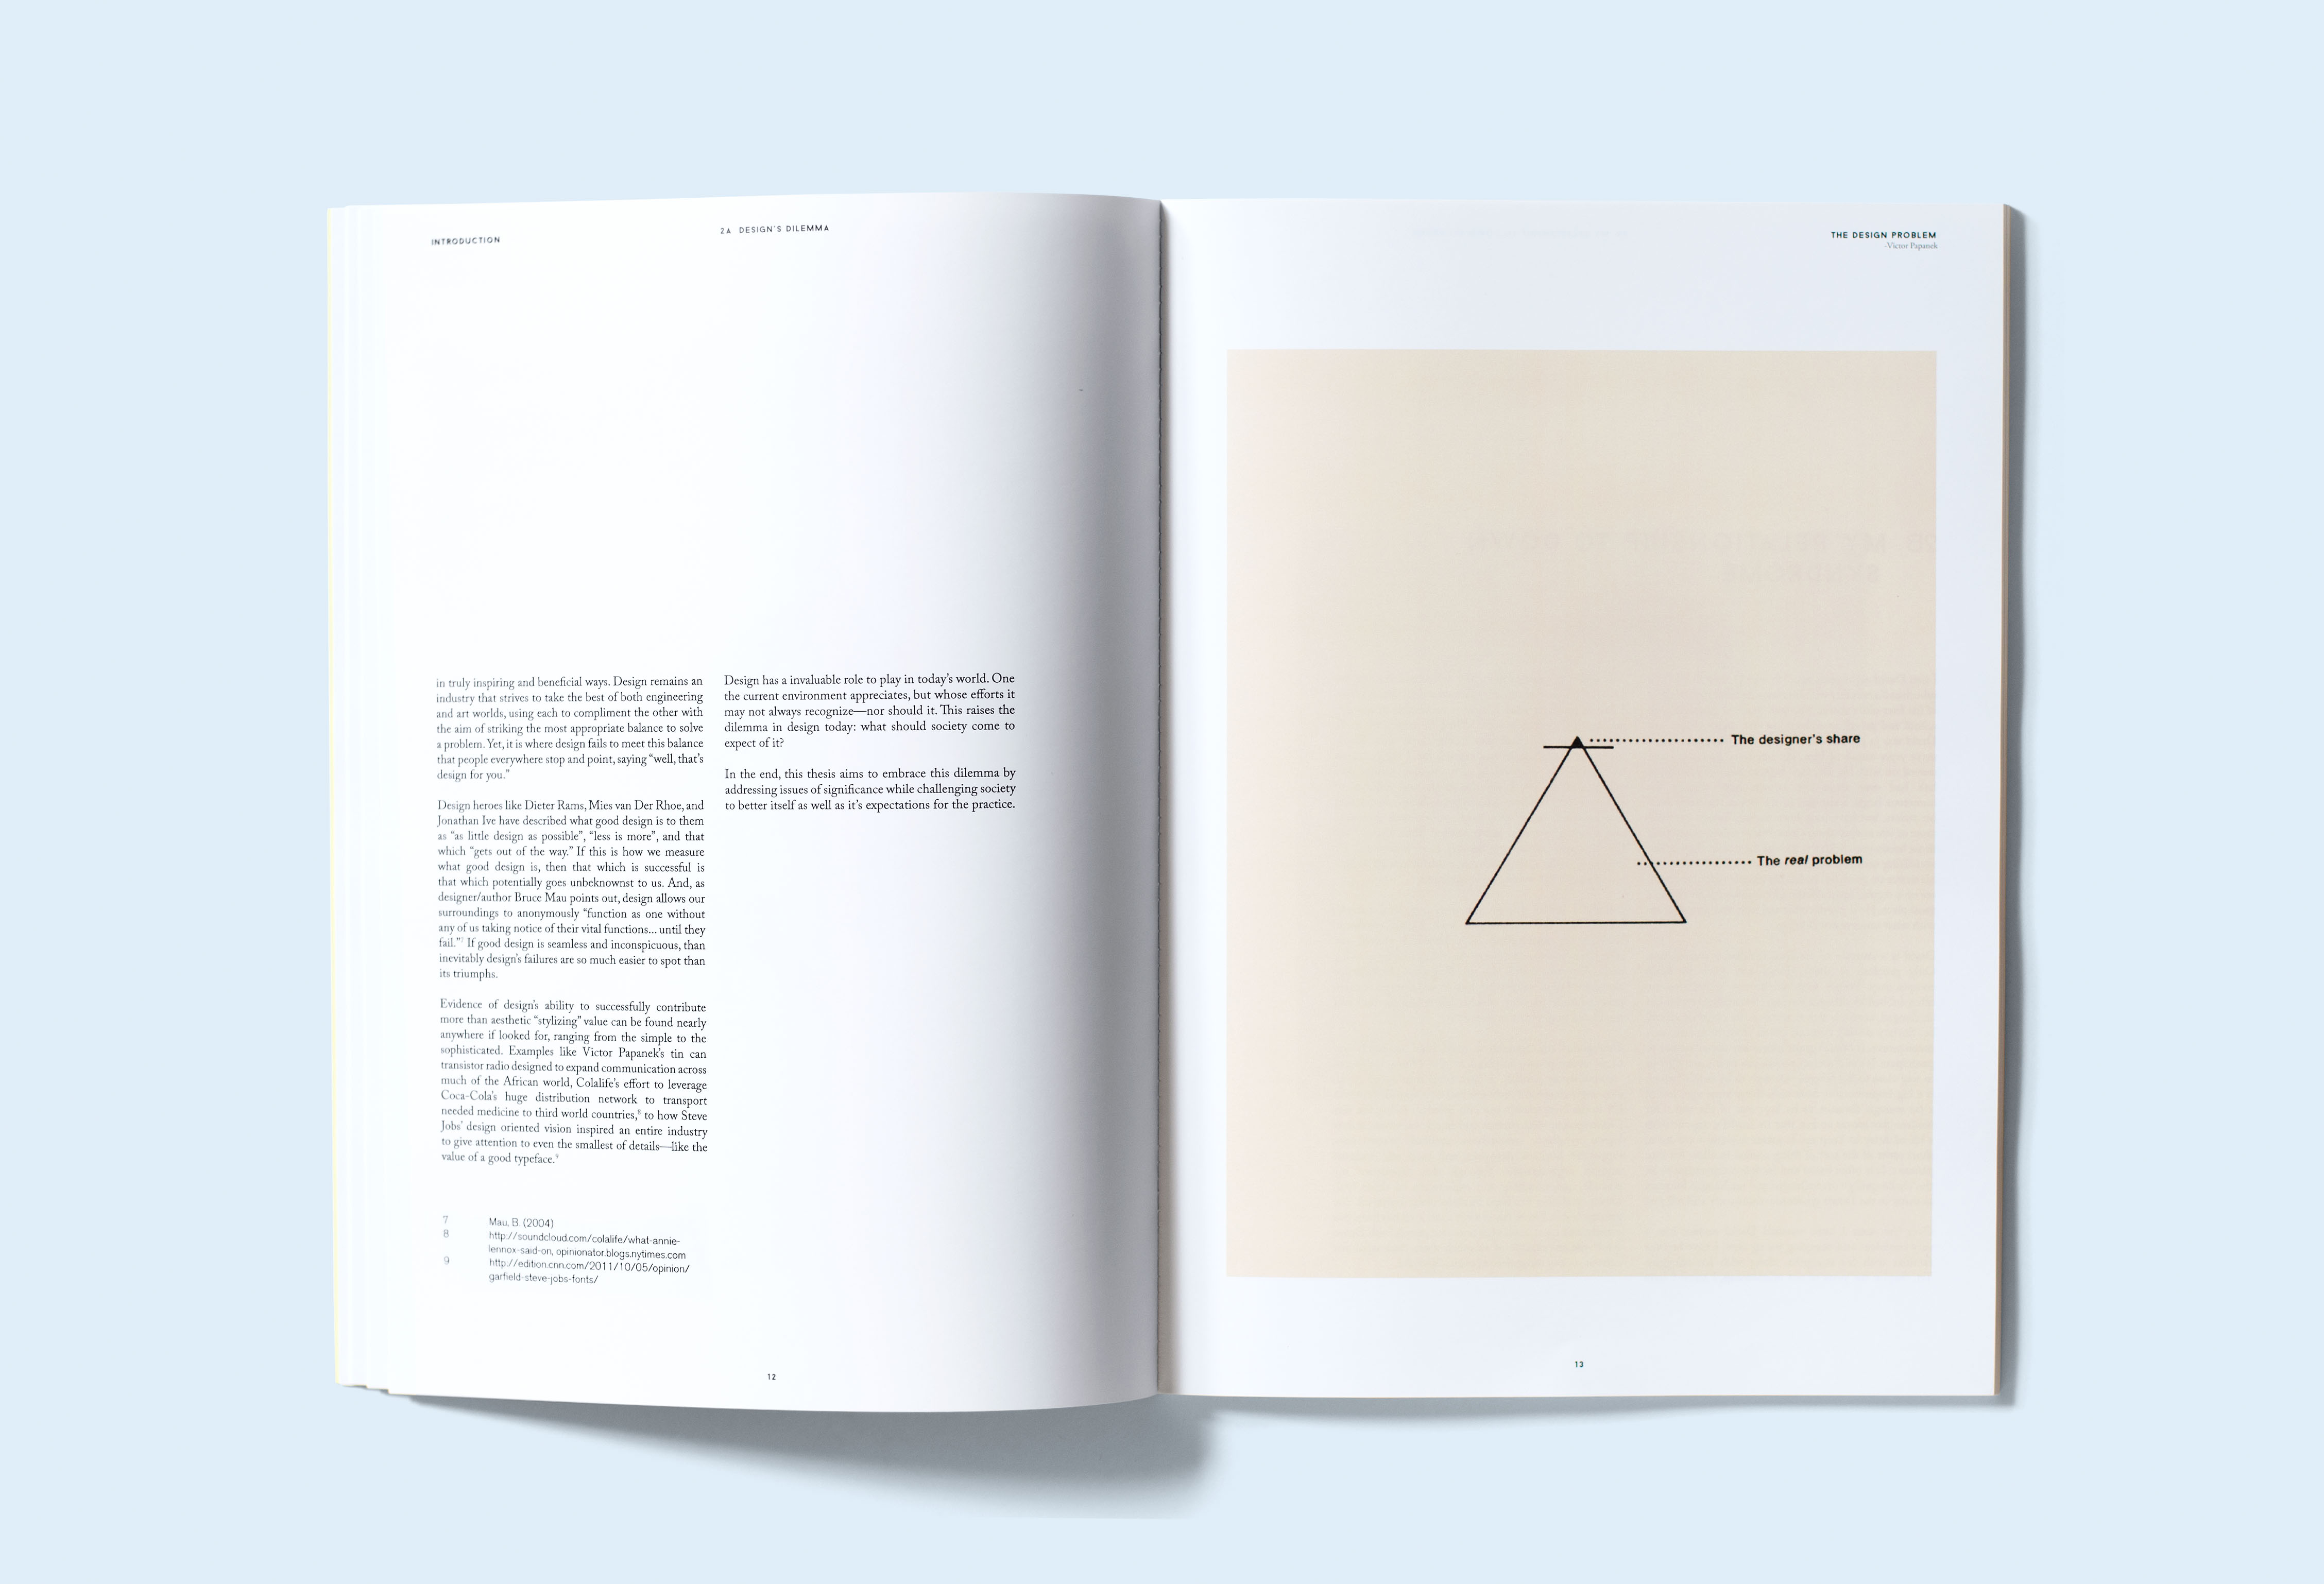 INTRODUCTION
2A DESIGN'S DILEMMA
in truly inspiring and beneficial ways. Design remains an
industry that strives to take the best of both engineering
and art worlds, using each to compliment the other with
the aim of striking the most appropriate balance to solve
a problem. Yet, it is where design fails to meet this balance
that people everywhere stop and point, saying “well, that’s
design for you.”
Design heroes like Dieter Rams, Mies van Der Rhoe, and
Jonathan Ive have described what good design is to them
as “as little design as possible”, “less is more”, and that
which “gets out of the way.” If this is how we measure
what good design is, then that which is successful is
that which potentially goes unbeknownst to us. And, as
designer/author Bruce Mau points out, design allows our
surroundings to anonymously “function as one without
any of us taking notice of their vital functions... until they
fail.”7 If good design is seamless and inconspicuous, than
inevitably design’s failures are so much easier to spot than
its triumphs.
Evidence of design’s ability to successfully contribute
more than aesthetic “stylizing” value can be found nearly
anywhere if looked for, ranging from the simple to the
sophisticated. Examples like Victor Papanek’s tin can
transistor radio designed to expand communication across
much of the African world, Colalife’s effort to leverage
Coca-Cola’s huge distribution network to transport
needed medicine to third world countries,8 to how Steve
Jobs’ design oriented vision inspired an entire industry
to give attention to even the smallest of details—like the
value of a good typeface.9
7 Mau, B. (2004)
8 http://soundcloud.com/colalife/what-annie-
lennox-said-on, opinionator.blogs.nytimes.com
9 http://edition.cnn.com/2011/10/05/opinion/
garfield-steve-jobs-fonts/
Design has a invaluable role to play in today’s world. One
the current environment appreciates, but whose efforts it
may not always recognize—nor should it. This raises the
dilemma in design today: what should society come to
expect of it?
In the end, this thesis aims to embrace this dilemma by
addressing issues of significance while challenging society
to better itself as well as it’s expectations for the practice.
12
THE DESIGN PROBLEM
-Victor Papanek
The designer's share
The real problem
13